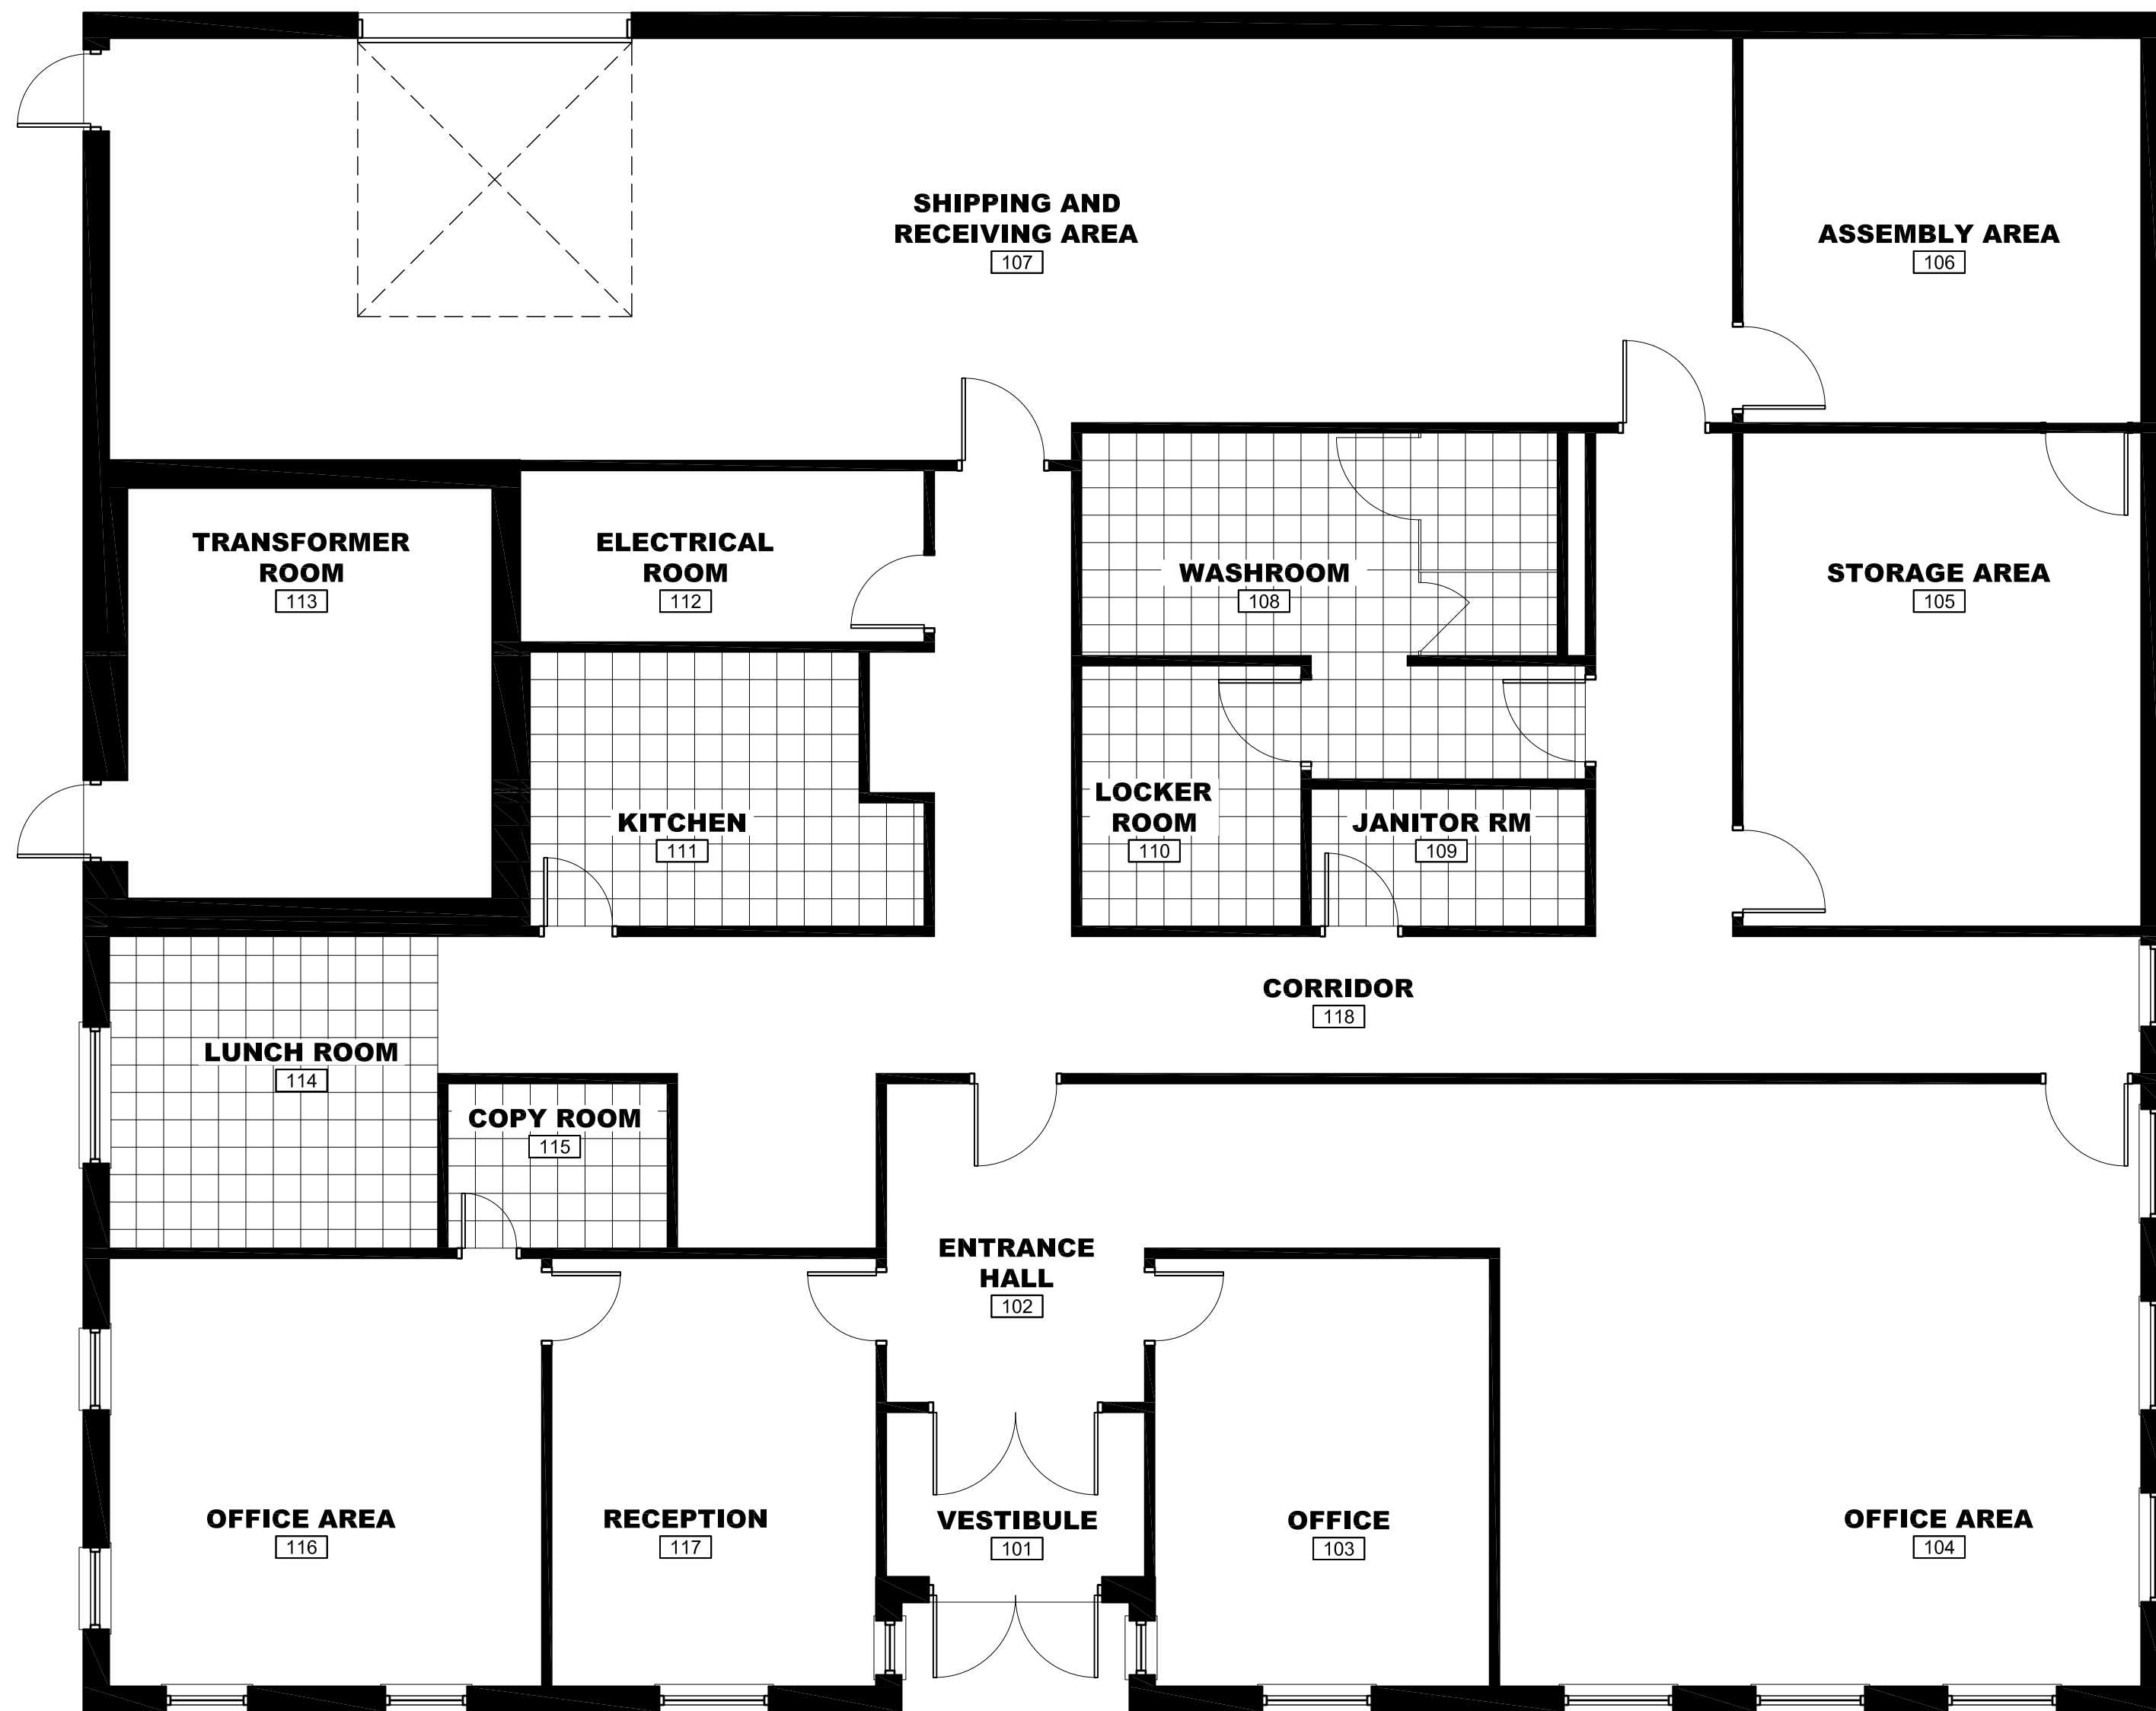 SHIPPING AND
RECEIVING AREA
107
ASSEMBLY AREA
106
TRANSFORMER
ROOM
113
ELECTRICAL
ROOM
112
WASHROOM
108
STORAGE AREA
105
KITCHEN
111
LOCKER
ROOM
110
JANITOR RM
109
CORRIDOR
118
LUNCH ROOM
114
COPY ROOM
115
ENTRANCE
HALL
102
OFFICE AREA
116
RECEPTION
117
VESTIBULE
101
OFFICE
103
OFFICE AREA
104